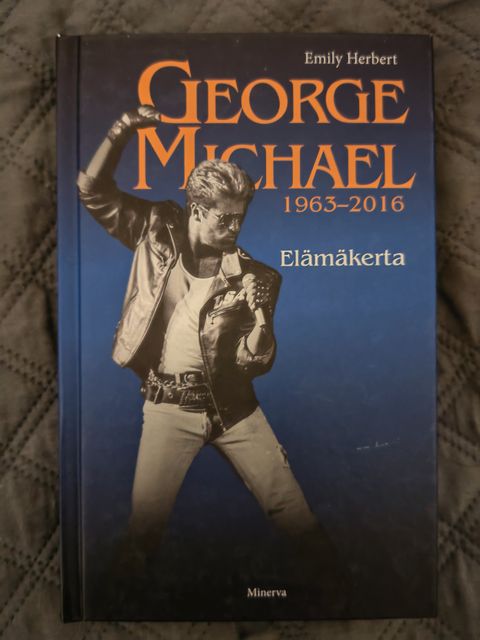 Emily Herbert
GEORGE
MICHAEL
1963–2016
Elämäkerta
Minerva